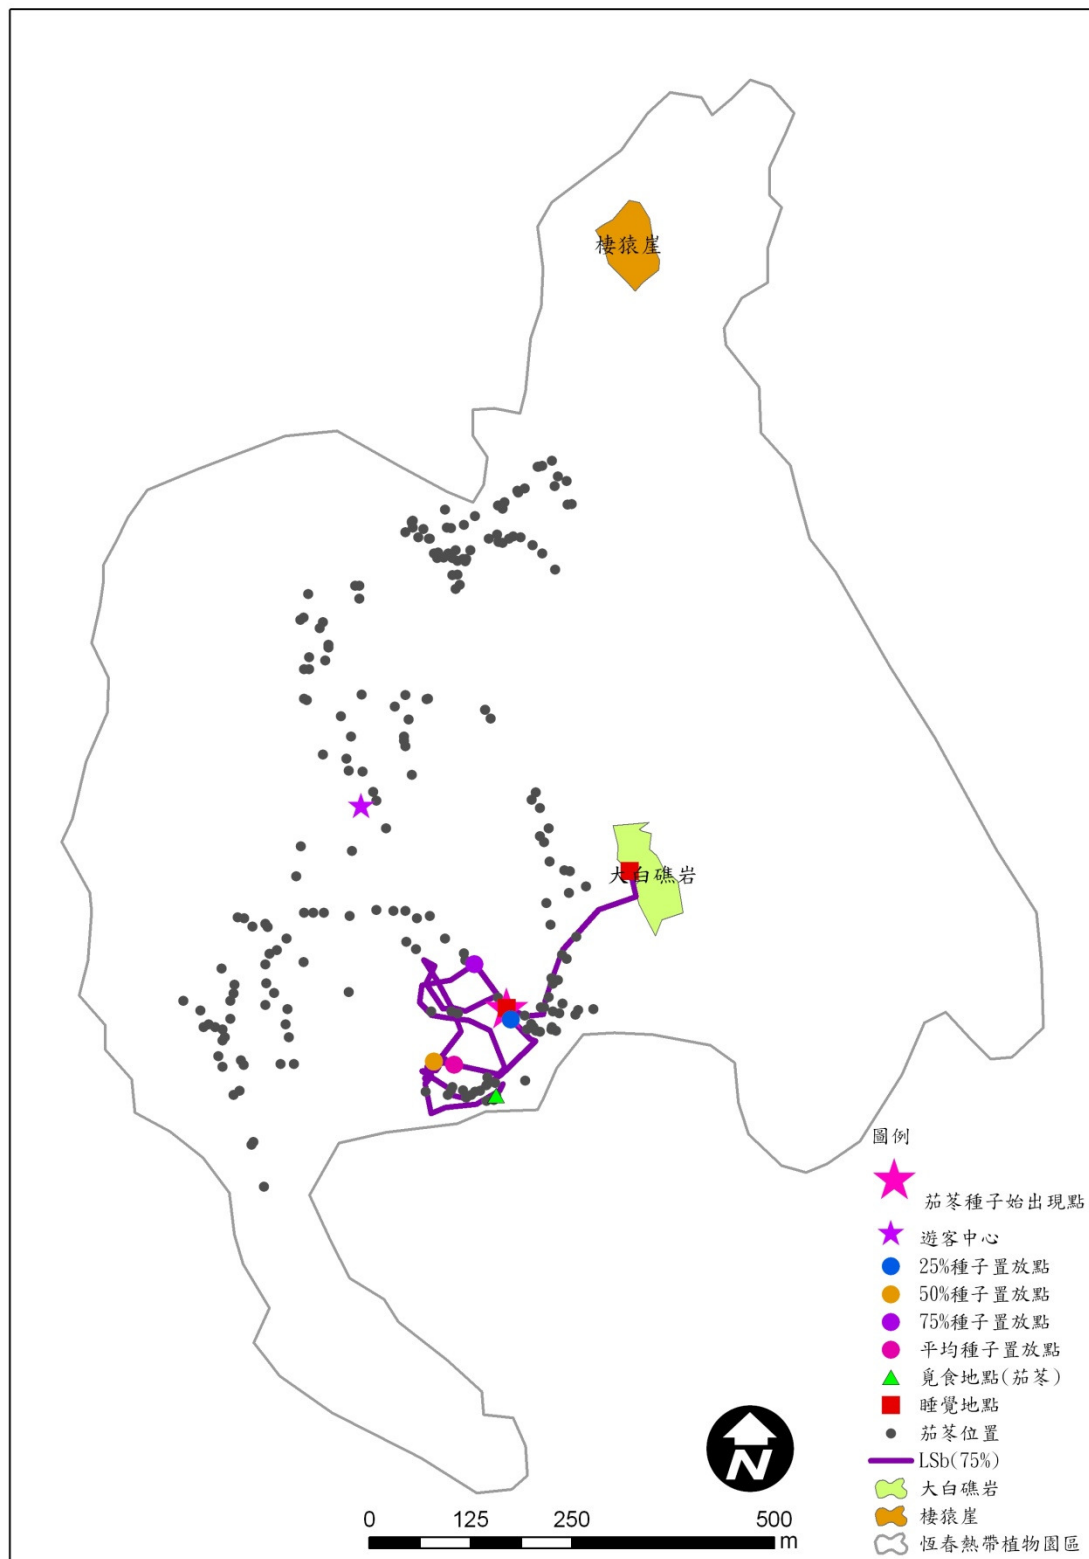 棲猿崖
大白礁岩
圖例
茄苳種子始出現點
遊客中心
25%種子置放點
50%種子置放點
75%種子置放點
平均種子置放點
覓食地點(茄苳)
睡覺地點
茄苳位置
LSb(75%)
大白礁岩
棲猿崖
恆春熱帶植物園區
N
0 125 250 500
m